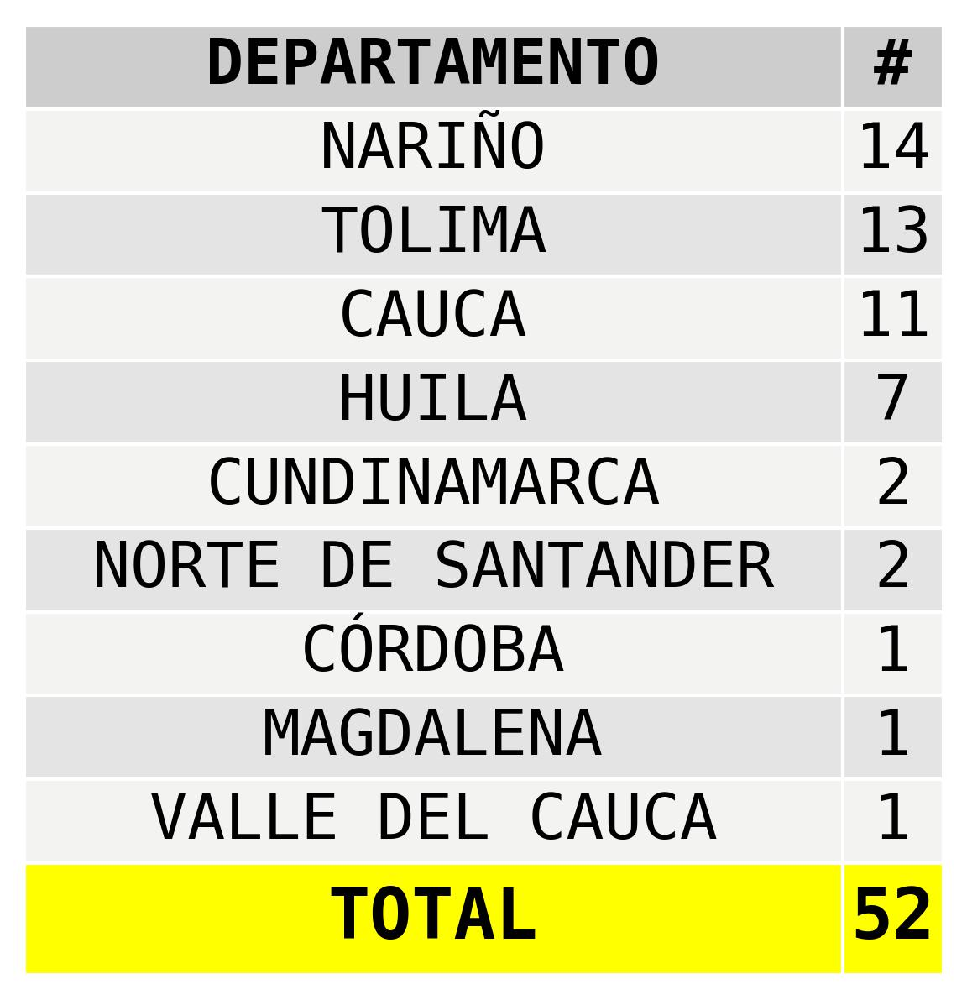 DEPARTAMENTO #
NARIÑO 14
TOLIMA 13
CAUCA 11
HUILA 7
CUNDINAMARCA 2
NORTE DE SANTANDER 2
CÓRDOBA 1
MAGDALENA 1
VALLE DEL CAUCA 1
TOTAL 52